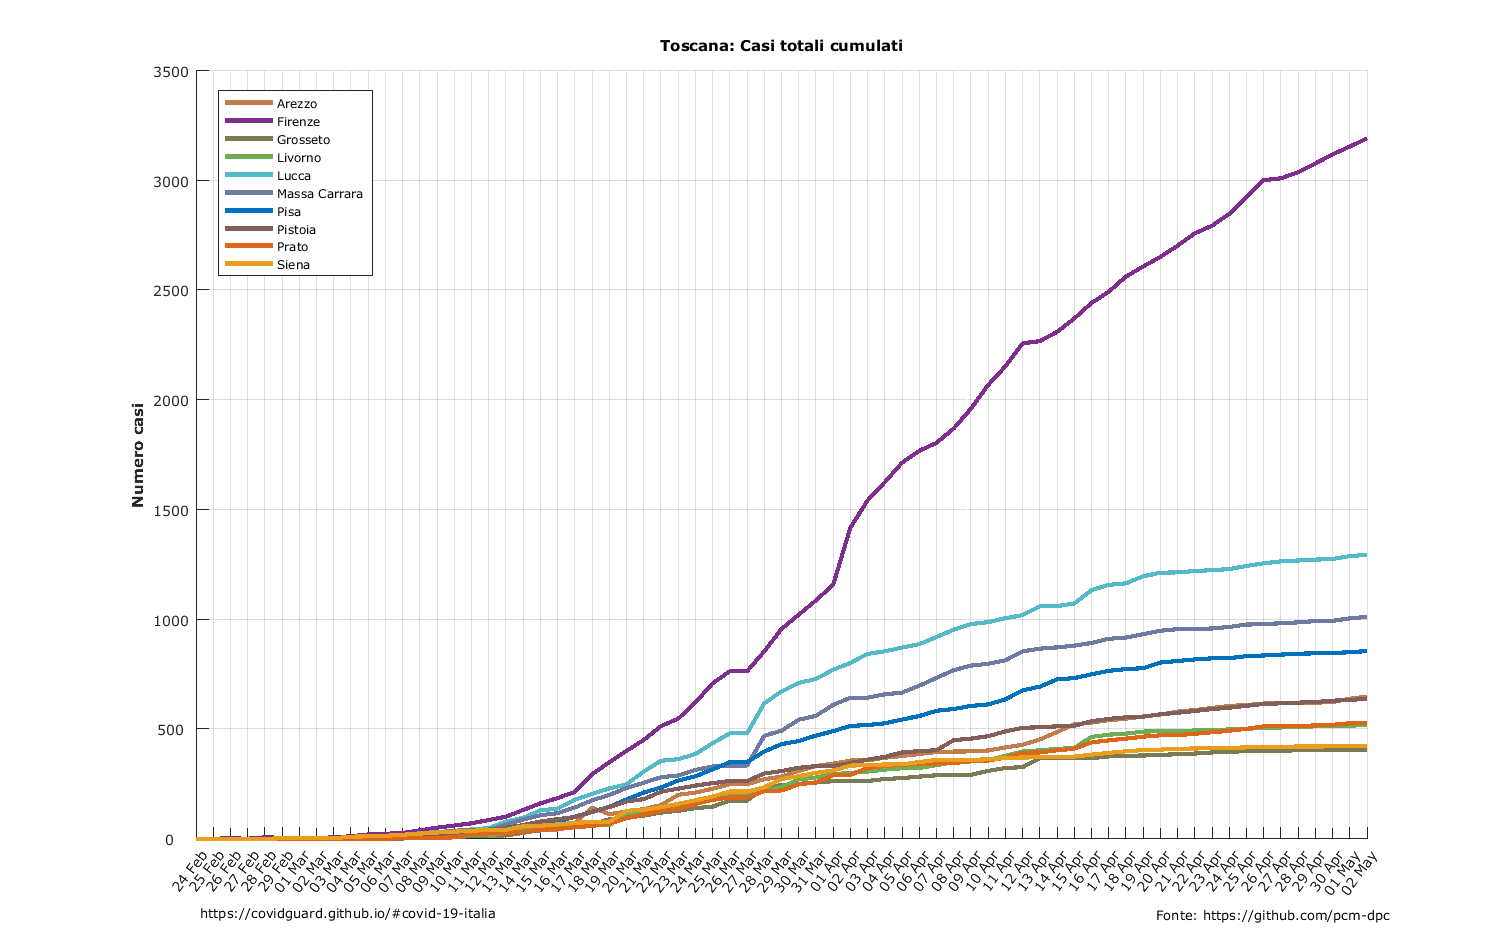 Toscana: Casi totali cumulati
Numero casi
3500
3000
2500
2000
1500
1000
500
0
Arezzo
Firenze
Grosseto
Livorno
Lucca
Massa Carrara
Pisa
Pistoia
Prato
Siena
24 Feb
25 Feb
26 Feb
27 Feb
28 Feb
29 Feb
01 Mar
02 Mar
03 Mar
04 Mar
05 Mar
06 Mar
07 Mar
08 Mar
09 Mar
10 Mar
11 Mar
12 Mar
13 Mar
14 Mar
15 Mar
16 Mar
17 Mar
18 Mar
19 Mar
20 Mar
21 Mar
22 Mar
23 Mar
24 Mar
25 Mar
26 Mar
27 Mar
28 Mar
29 Mar
30 Mar
31 Mar
01 Apr
02 Apr
03 Apr
04 Apr
05 Apr
06 Apr
07 Apr
08 Apr
09 Apr
10 Apr
11 Apr
12 Apr
13 Apr
14 Apr
15 Apr
16 Apr
17 Apr
18 Apr
19 Apr
20 Apr
21 Apr
22 Apr
23 Apr
24 Apr
25 Apr
26 Apr
27 Apr
28 Apr
29 Apr
30 Apr
01 May
02 May
https://covidguard.github.io/#covid-19-italia
Fonte: https://github.com/pcm-dpc